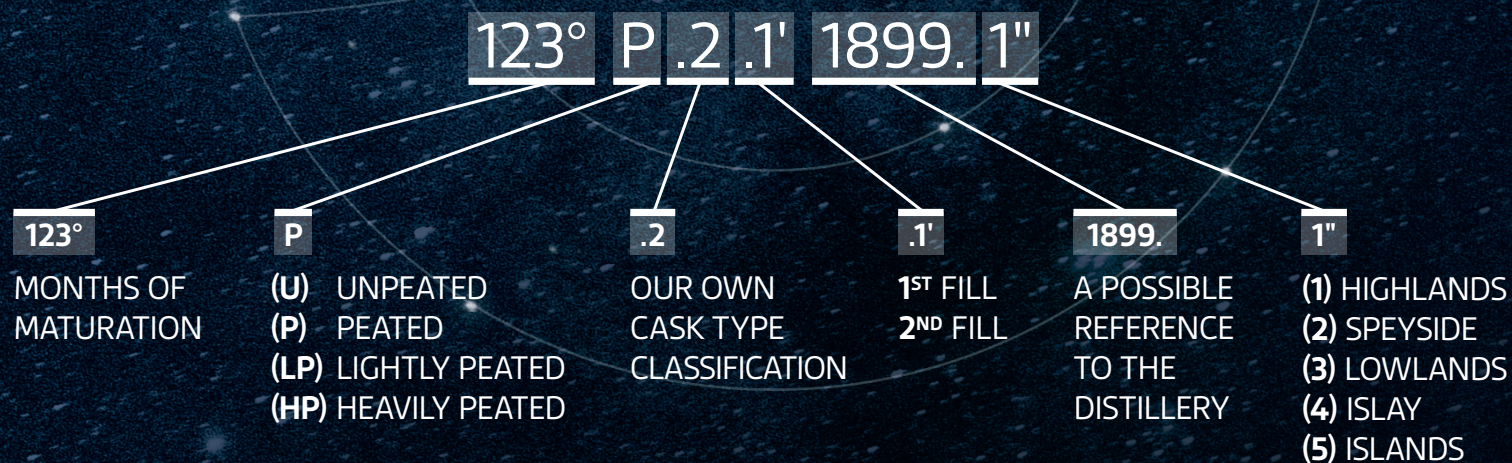 123° P .2 .1' 1899. 1"
123°
MONTHS OF
MATURATION
P
(U) UNPEATED
(P) PEATED
(LP) LIGHTLY PEATED
(HP) HEAVILY PEATED
.2
OUR OWN
CASK TYPE
CLASSIFICATION
.1'
1ST FILL
2ND FILL
1899.
A POSSIBLE
REFERENCE
TO THE
DISTILLERY
1"
(1) HIGHLANDS
(2) SPEYSIDE
(3) LOWLANDS
(4) ISLAY
(5) ISLANDS